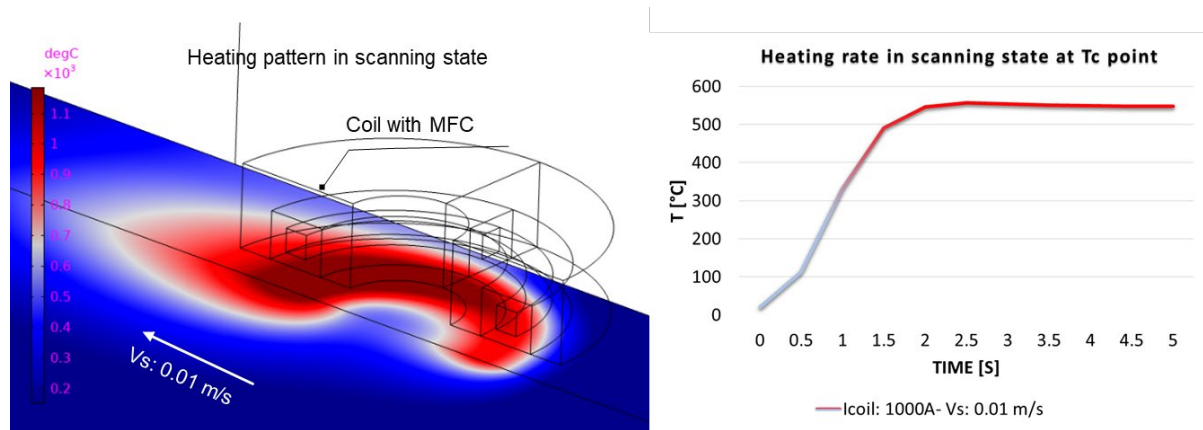 degC
×10³
Heating pattern in scanning state
Coil with MFC
1.1
1
0.9
0.8
0.7
0.6
0.5
0.4
0.3
0.2
Vs: 0.01 m/s
Heating rate in scanning state at Tc point
T [°C]
600
500
400
300
200
100
0
0 0.5 1 1.5 2 2.5 3 3.5 4 4.5 5
TIME [S]
Icoil: 1000A- Vs: 0.01 m/s